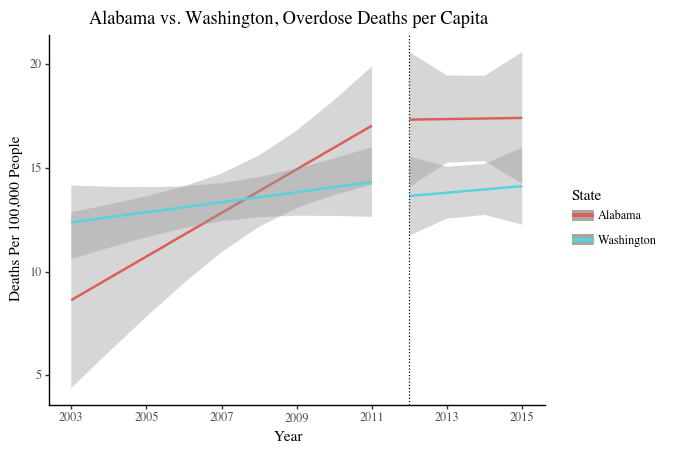 Alabama vs. Washington, Overdose Deaths per Capita
Deaths Per 100,000 People
20
15
10
5
2003
2005
2007
2009
2011
2013
2015
Year
State
Alabama
Washington